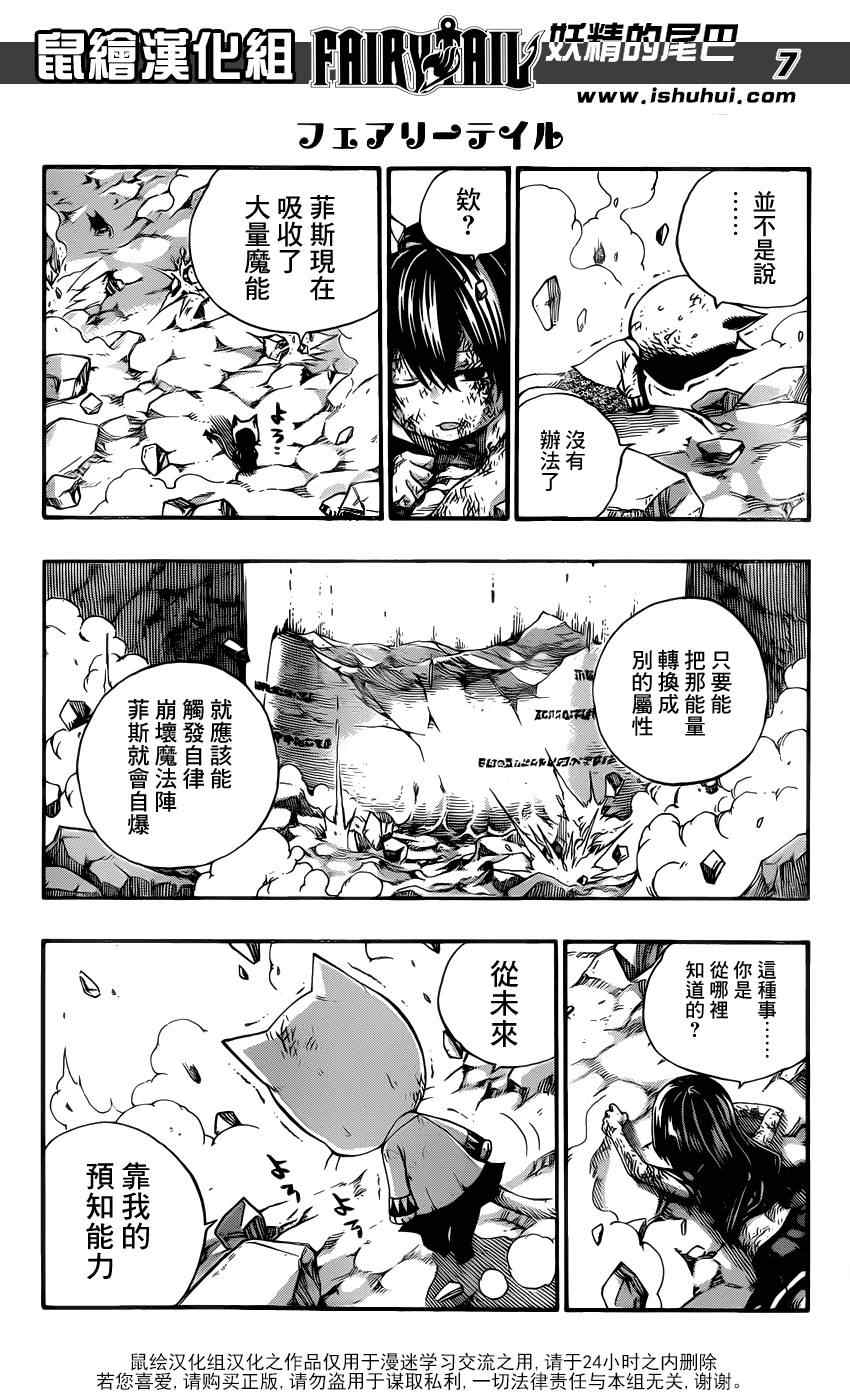 鼠繪漢化組
FAIRY TAIL
妖精的尾巴
7
www.ishuhui.com
フェアリーテイル
並不是說
……
沒有
辦法了
欸?
菲斯現在
吸收了
大量魔能
よろ…
只要能
把那能量
轉換成
別的屬性
就應該能
觸發自律
崩壞魔法陣
菲斯就會自爆
這種事……
你是
從哪裡
知道的?
從未來
よろ
よろ
靠我的
預知能力
鼠绘汉化组汉化之作品仅用于漫迷学习交流之用, 请于24小时之内删除
若您喜爱, 请购买正版, 请勿用于谋取私利, 一切法律责任与本组无关, 谢谢。